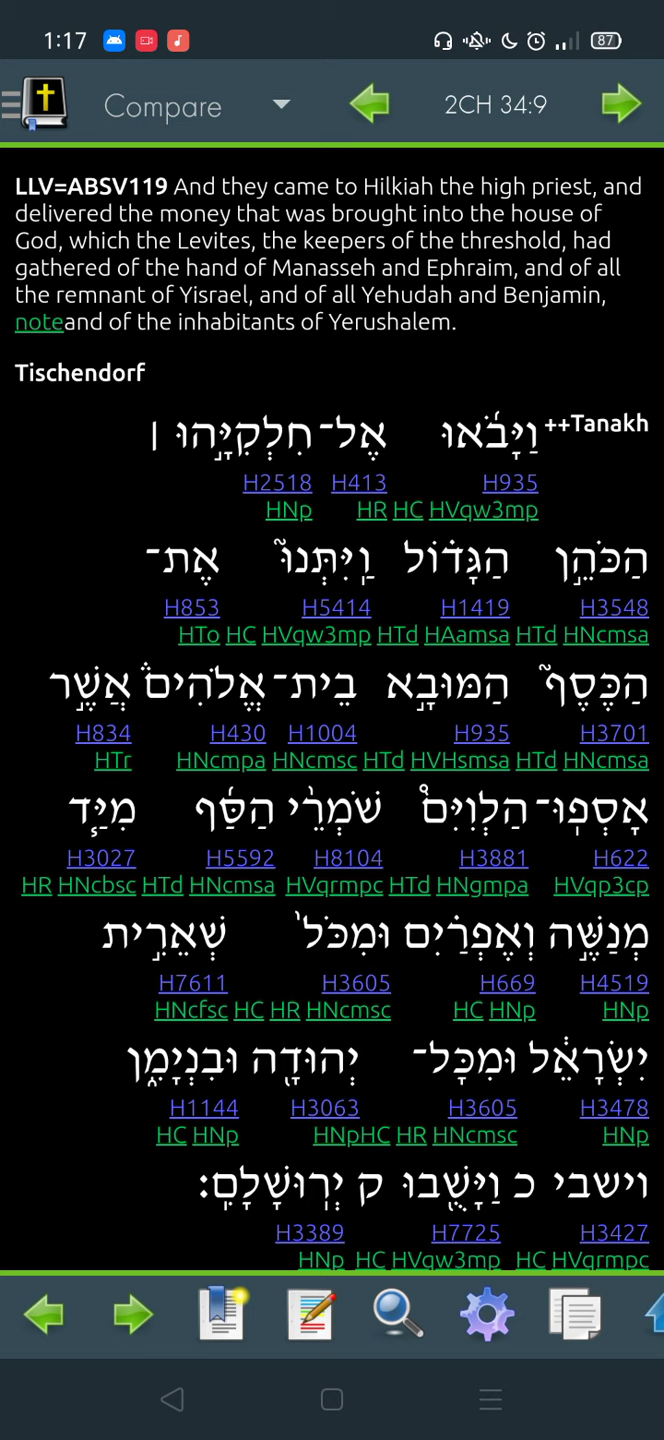 1:17 87
Compare 2CH 34:9
LLV=ABSV119 And they came to Hilkiah the high priest, and
delivered the money that was brought into the house of
God, which the Levites, the keepers of the threshold, had
gathered of the hand of Manasseh and Ephraim, and of all
the remnant of Yisrael, and of all Yehudah and Benjamin,
noteand of the inhabitants of Yerushalem.
Tischendorf
++Tanakh וַיָּבֹ֜אוּ אֶל־חִלְקִיָּ֣הוּ ׀
H2518 H413 H935
HNp HR HC HVqw3mp
הַכֹּהֵ֣ן הַגָּד֗וֹל וַֽיִּתְּנוּ֮ אֶת־
H853 H5414 H1419 H3548
HTo HC HVqw3mp HTd HAamsa HTd HNcmsa
הַכֶּסֶף֮ הַמּוּבָ֣א בֵית־אֱלֹהִים֒ אֲשֶׁ֣ר
H834 H430 H1004 H935 H3701
HTr HNcmpa HNcmsc HTd HVHsmsa HTd HNcmsa
אָסְפֽוּ־הַלְוִיִּם֩ שֹׁמְרֵ֨י הַסַּ֜ף מִיַּ֧ד
H3027 H5592 H8104 H3881 H622
HR HNcbsc HTd HNcmsa HVqrmpc HTd HNgmpa HVqp3cp
מְנַשֶּׁ֣ה וְאֶפְרַ֗יִם וּמִכֹּל֙ שְׁאֵרִ֣ית
H7611 H3605 H669 H4519
HNcfsc HC HR HNcmsc HC HNp HNp
יִשְׂרָאֵ֔ל וּמִכָּל־ יְהוּדָ֖ה וּבִנְיָמִ֑ן
H1144 H3063 H3605 H3478
HC HNp HNpHC HR HNcmsc HNp
וישבי כ וַיָּשֻׁ֖בוּ ק יְרֽוּשָׁלִָֽם׃
H3389 H7725 H3427
HNp HC HVqw3mp HC HVqrmpc